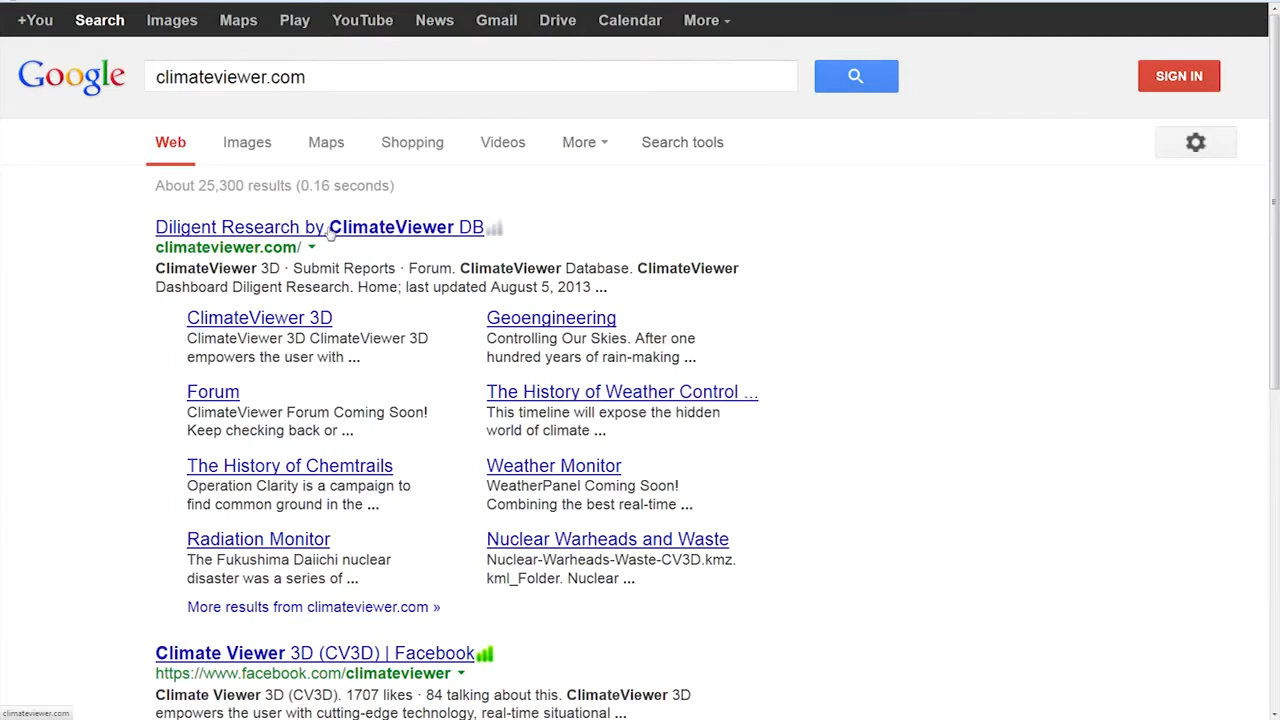 +You Search Images Maps Play YouTube News Gmail Drive Calendar More
Google climateviewer.com SIGN IN
Web Images Maps Shopping Videos More Search tools
About 25,300 results (0.16 seconds)
Diligent Research by ClimateViewer DB
climateviewer.com/
ClimateViewer 3D · Submit Reports · Forum. ClimateViewer Database. ClimateViewer
Dashboard Diligent Research. Home; last updated August 5, 2013 ...
ClimateViewer 3D
ClimateViewer 3D ClimateViewer 3D
empowers the user with ...
Geoengineering
Controlling Our Skies. After one
hundred years of rain-making ...
Forum
ClimateViewer Forum Coming Soon!
Keep checking back or ...
The History of Weather Control ...
This timeline will expose the hidden
world of climate ...
The History of Chemtrails
Operation Clarity is a campaign to
find common ground in the ...
Weather Monitor
WeatherPanel Coming Soon!
Combining the best real-time ...
Radiation Monitor
The Fukushima Daiichi nuclear
disaster was a series of ...
Nuclear Warheads and Waste
Nuclear-Warheads-Waste-CV3D.kmz.
kml_Folder. Nuclear ...
More results from climateviewer.com »
Climate Viewer 3D (CV3D) | Facebook
https://www.facebook.com/climateviewer
Climate Viewer 3D (CV3D). 1707 likes · 84 talking about this. ClimateViewer 3D
empowers the user with cutting-edge technology, real-time situational ...
climateviewer.com